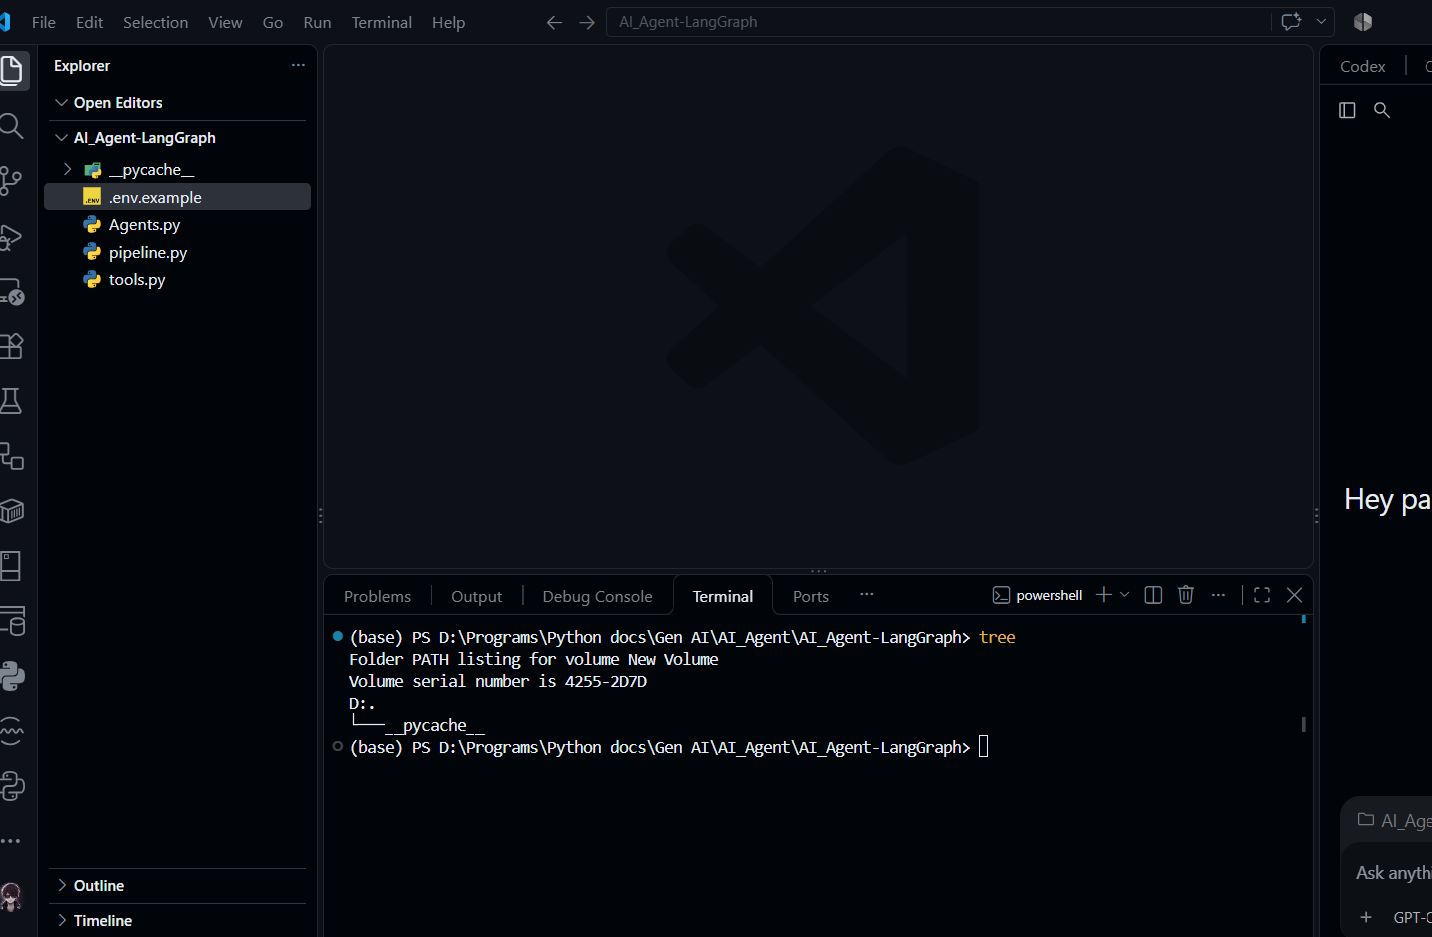 File Edit Selection View Go Run Terminal Help
AI_Agent-LangGraph
Explorer
Open Editors
AI_Agent-LangGraph
__pycache__
.env.example
Agents.py
pipeline.py
tools.py
Outline
Timeline
Problems Output Debug Console Terminal Ports
powershell
(base) PS D:\Programs\Python docs\Gen AI\AI_Agent\AI_Agent-LangGraph> tree
Folder PATH listing for volume New Volume
Volume serial number is 4255-2D7D
D:.
└───__pycache__
(base) PS D:\Programs\Python docs\Gen AI\AI_Agent\AI_Agent-LangGraph>
Codex
Hey pa
AI_Age
Ask anythi
GPT-